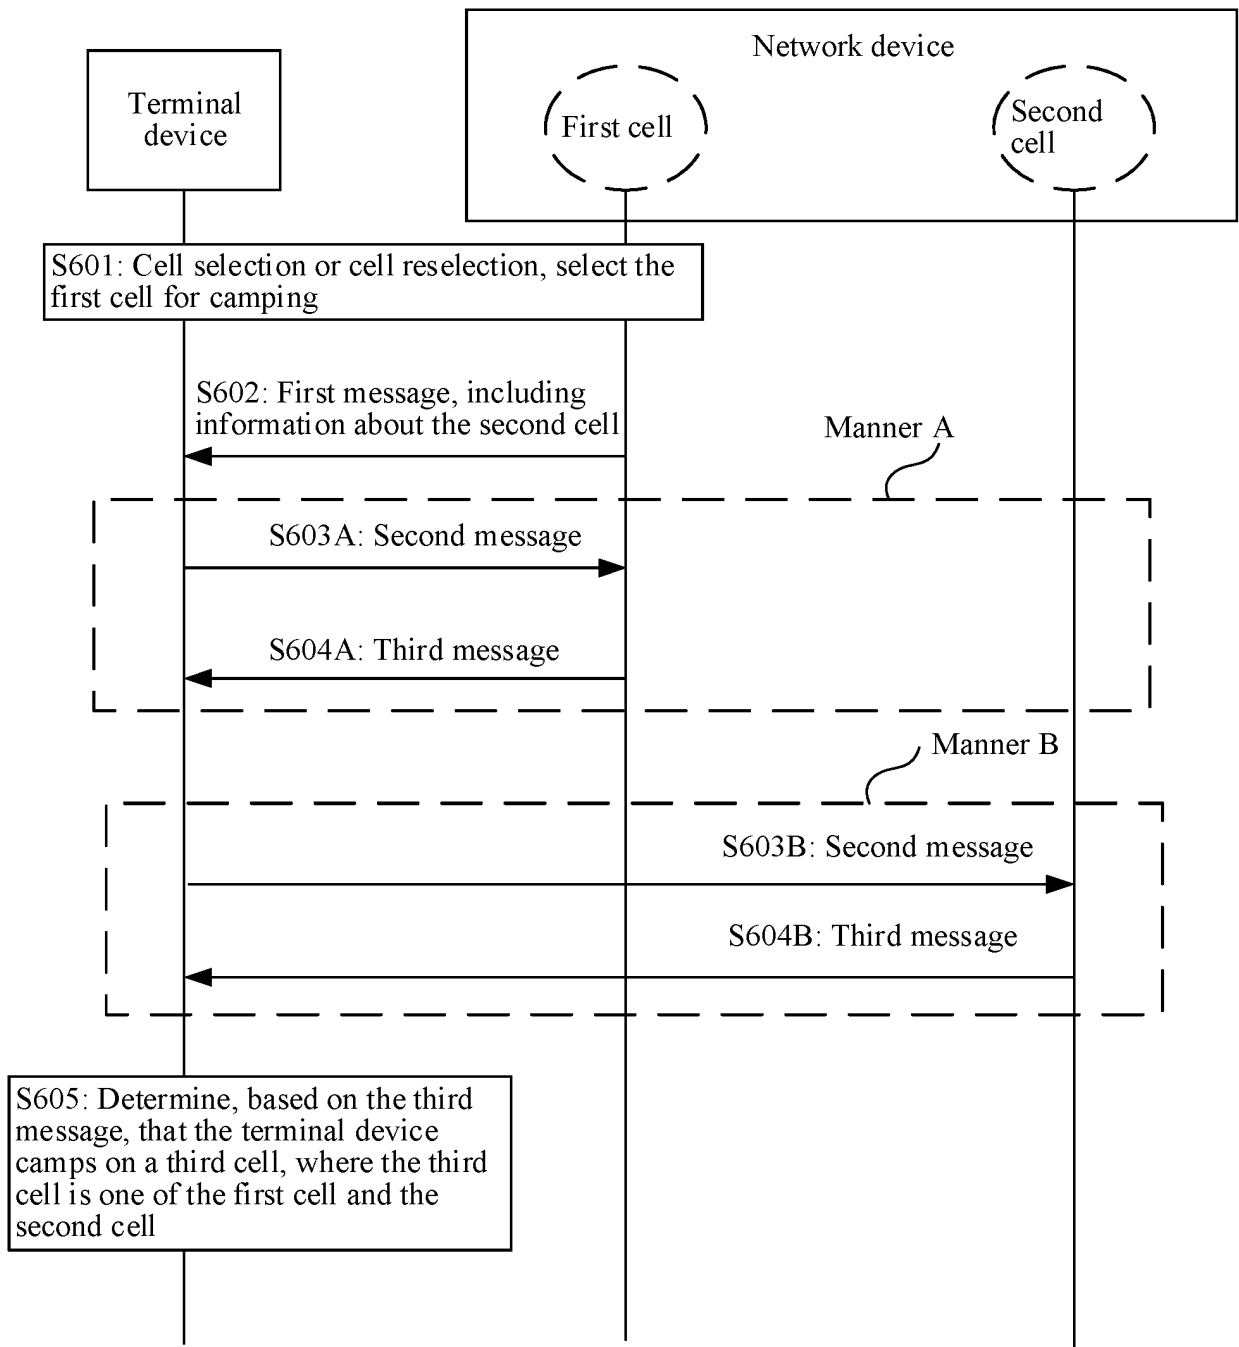 Network device
Terminal
device
First cell
Second
cell
S601: Cell selection or cell reselection, select the
first cell for camping
S602: First message, including
information about the second cell
Manner A
S603A: Second message
S604A: Third message
Manner B
S603B: Second message
S604B: Third message
S605: Determine, based on the third
message, that the terminal device
camps on a third cell, where the third
cell is one of the first cell and the
second cell